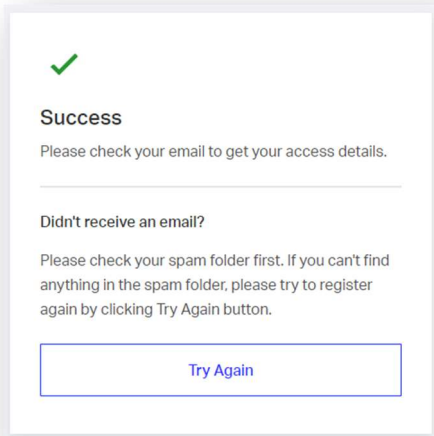 Success
Please check your email to get your access details.
Didn't receive an email?
Please check your spam folder first. If you can't find
anything in the spam folder, please try to register
again by clicking Try Again button.
Try Again